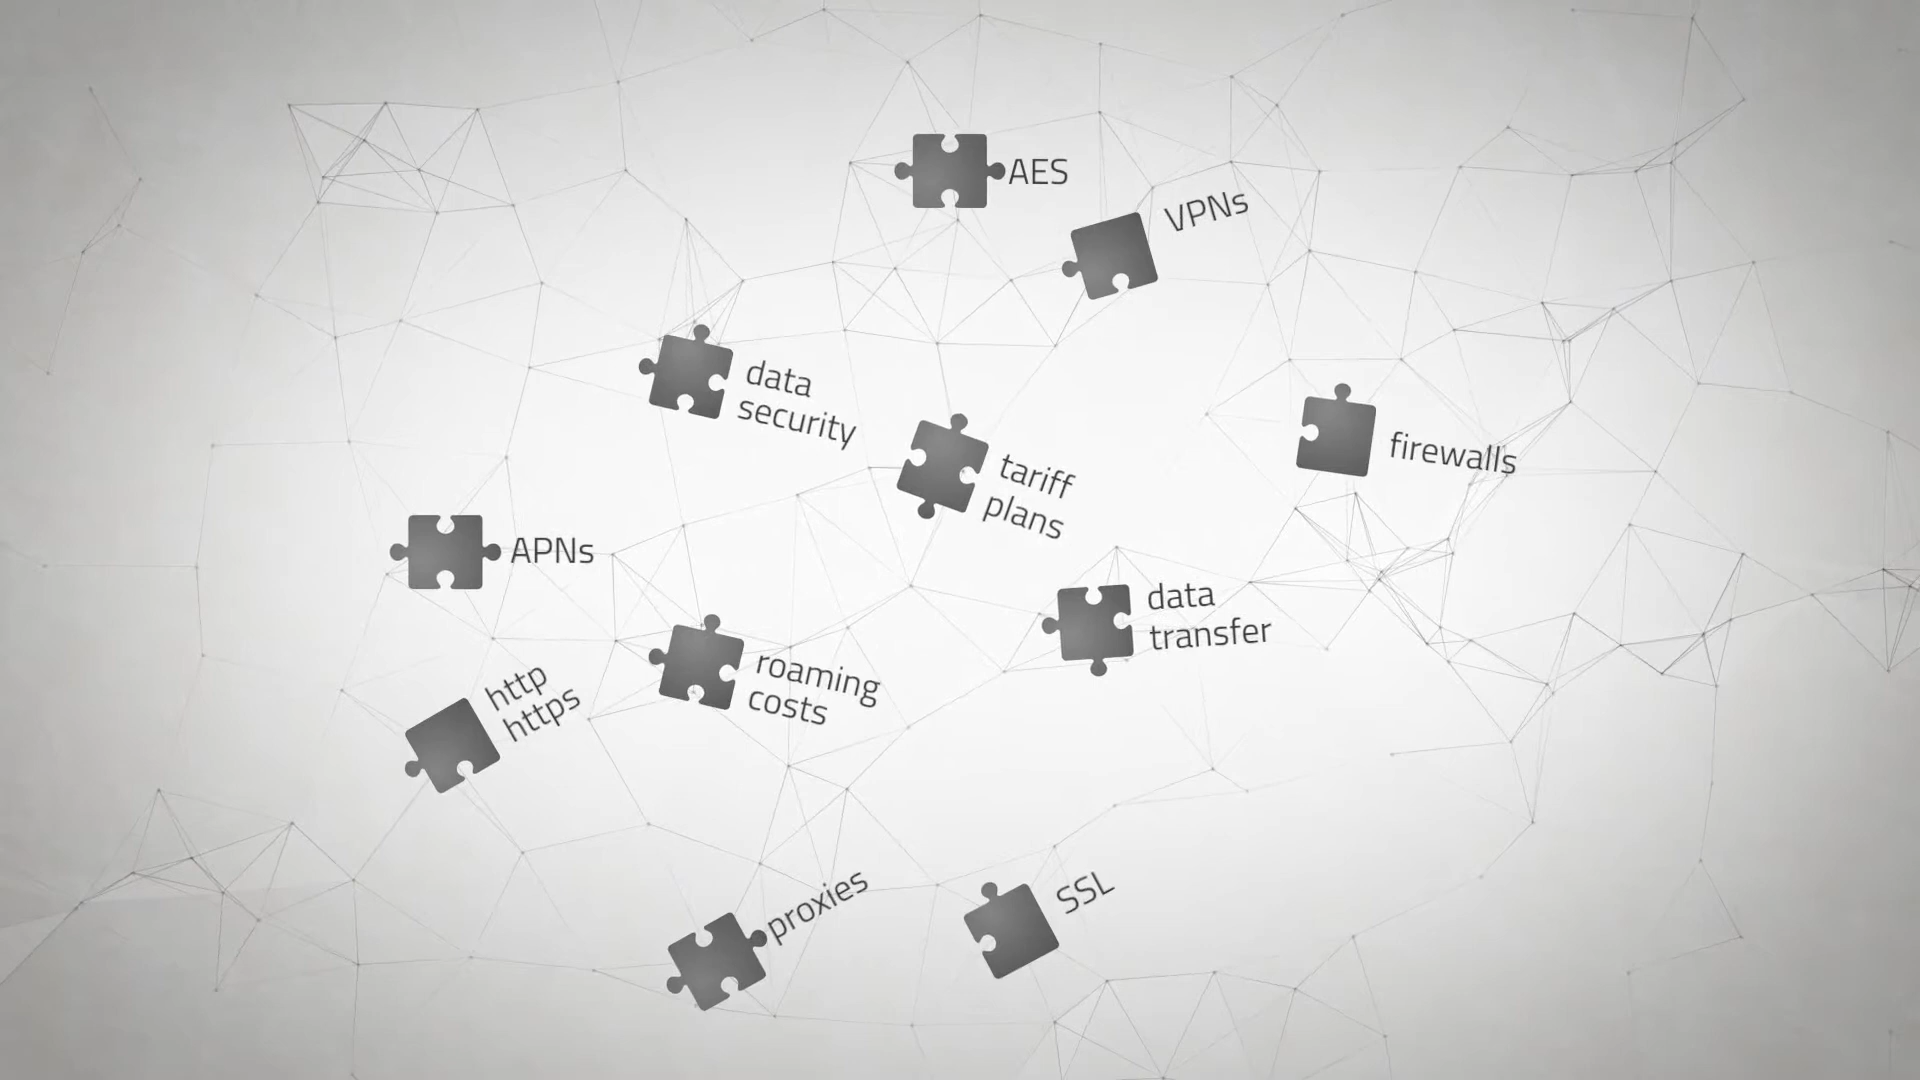 AES
VPNs
data
security
tariff
plans
firewalls
APNs
data
transfer
roaming
costs
http
https
proxies
SSL